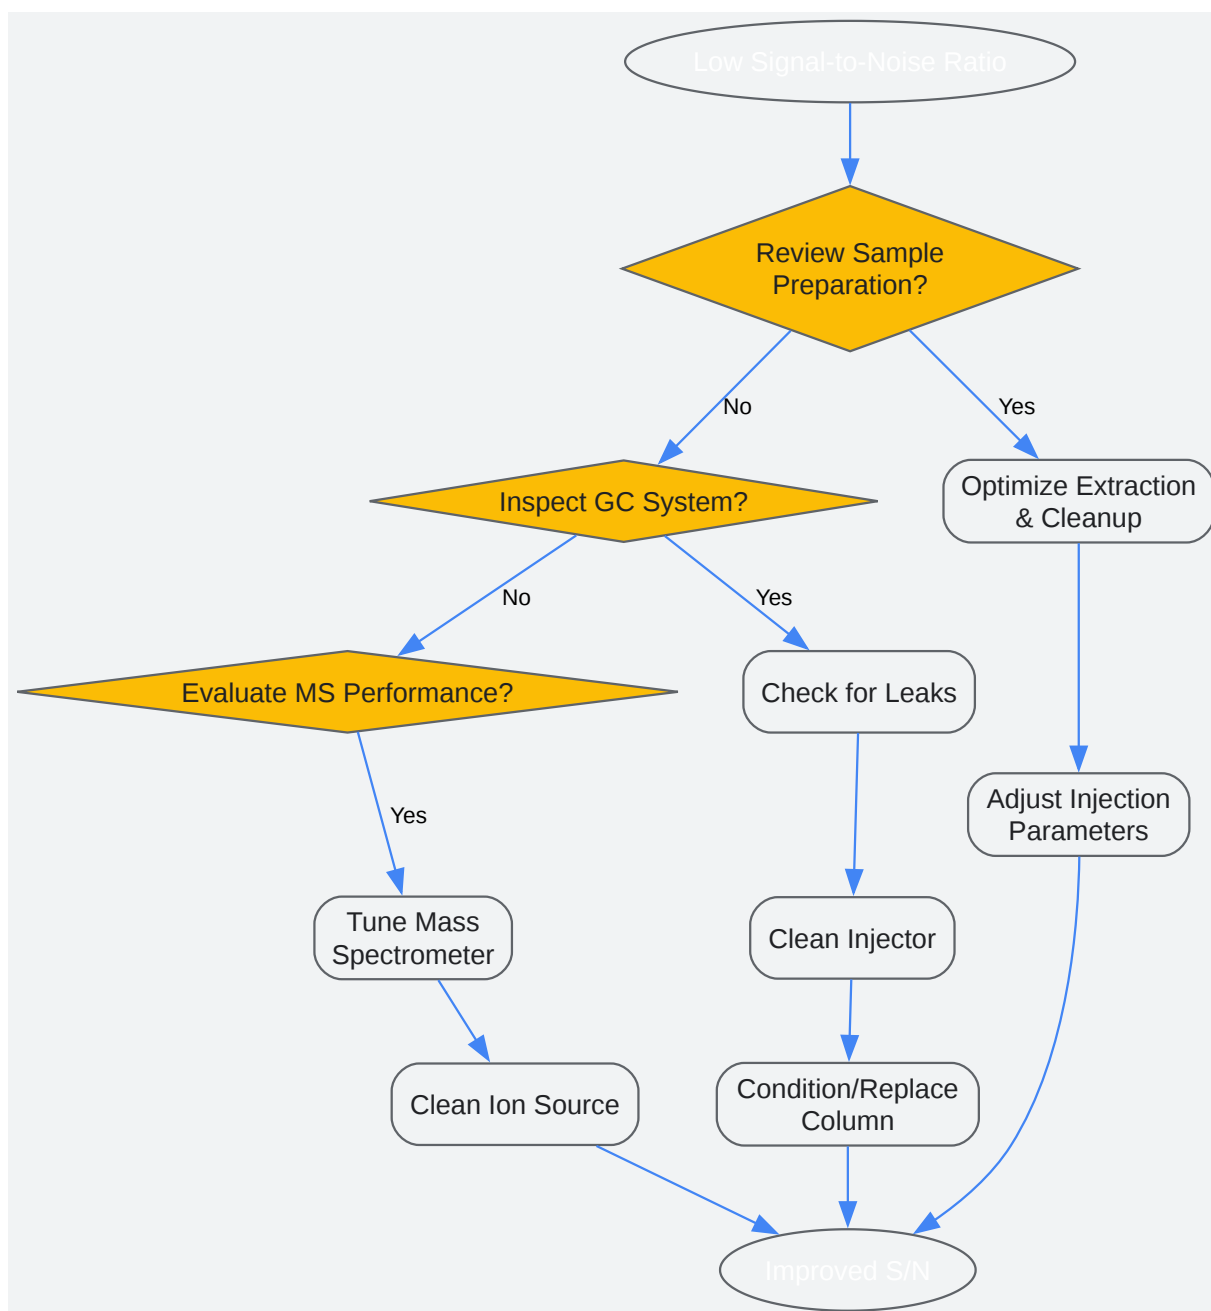 Low Signal-to-Noise Ratio
Review Sample
Preparation?
No
Yes
Inspect GC System?
Optimize Extraction
& Cleanup
No
Yes
Evaluate MS Performance?
Check for Leaks
Adjust Injection
Parameters
Yes
Tune Mass
Spectrometer
Clean Injector
Clean Ion Source
Condition/Replace
Column
Improved S/N